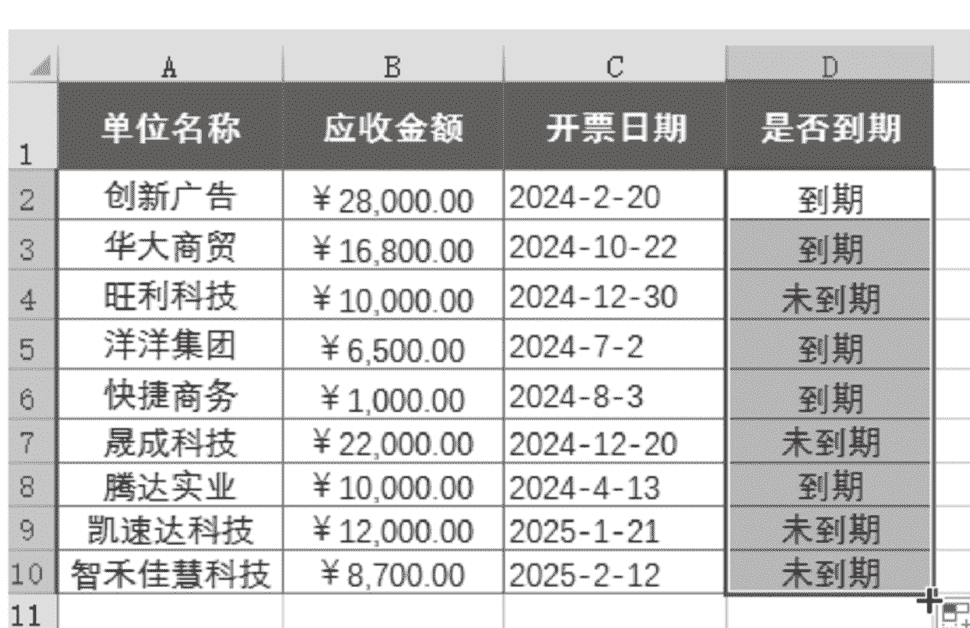 A B C D
1 单位名称 应收金额 开票日期 是否到期
2 创新广告 ¥28,000.00 2024-2-20 到期
3 华大商贸 ¥16,800.00 2024-10-22 到期
4 旺利科技 ¥10,000.00 2024-12-30 未到期
5 洋洋集团 ¥6,500.00 2024-7-2 到期
6 快捷商务 ¥1,000.00 2024-8-3 到期
7 晟成科技 ¥22,000.00 2024-12-20 未到期
8 腾达实业 ¥10,000.00 2024-4-13 到期
9 凯速达科技 ¥12,000.00 2025-1-21 未到期
10 智禾佳慧科技 ¥8,700.00 2025-2-12 未到期
11